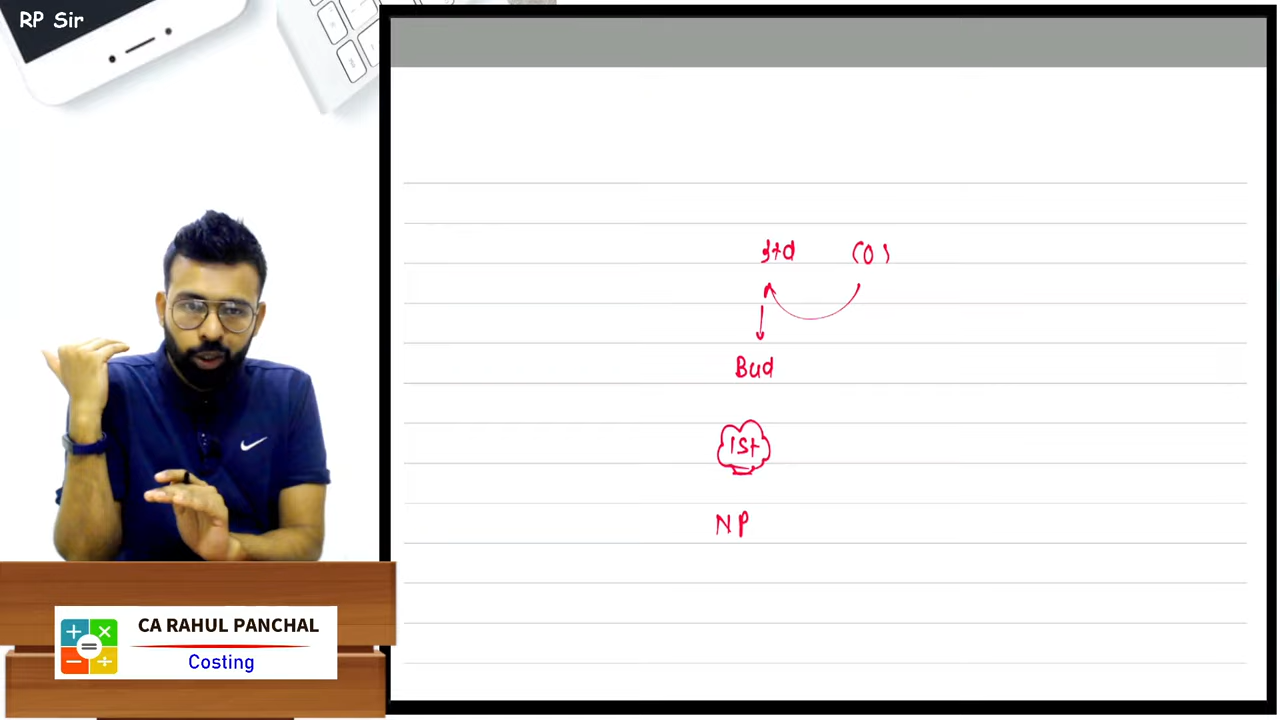 RP Sir
Std COS
Bud
1st
NP
CA RAHUL PANCHAL
Costing